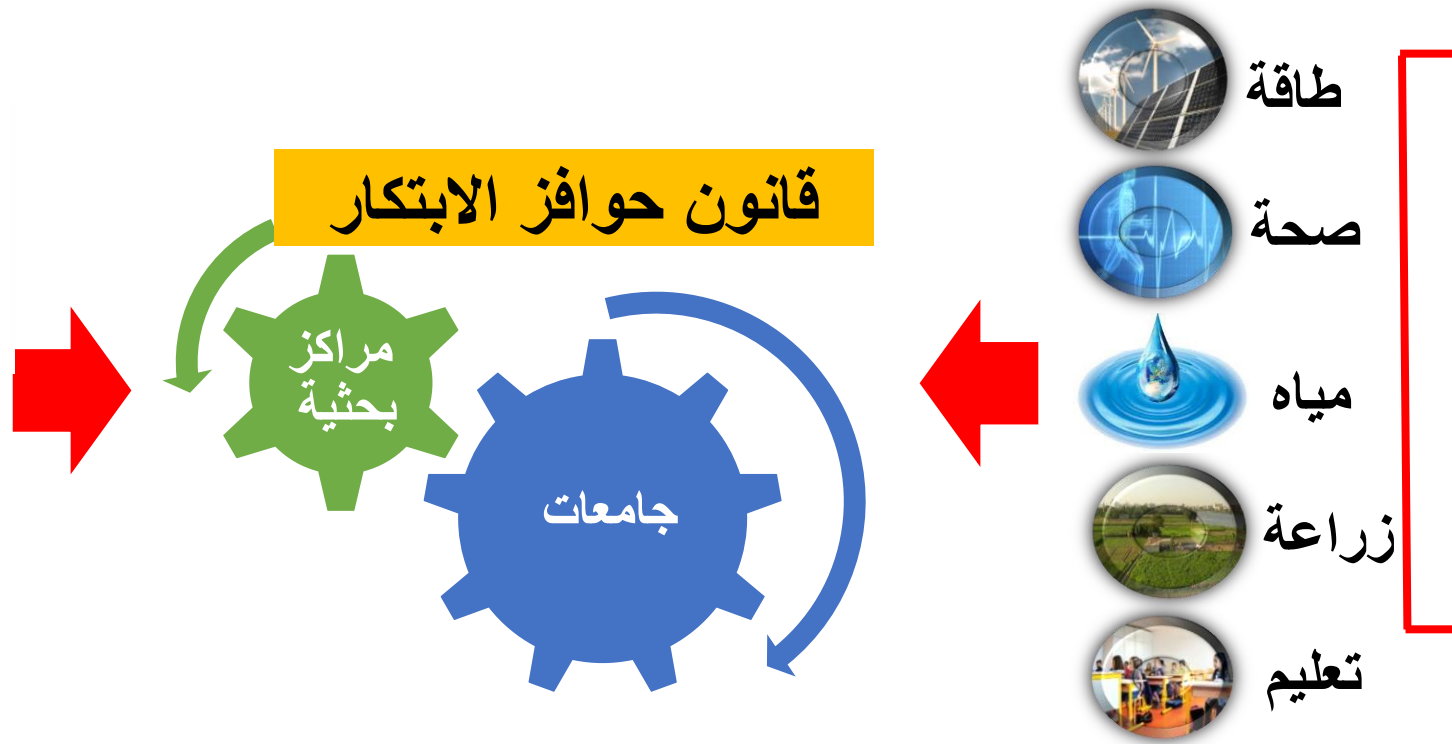 قانون حوافز الابتكار
مراكز
بحثية
جامعات
طاقة
صحة
مياه
زراعة
تعليم